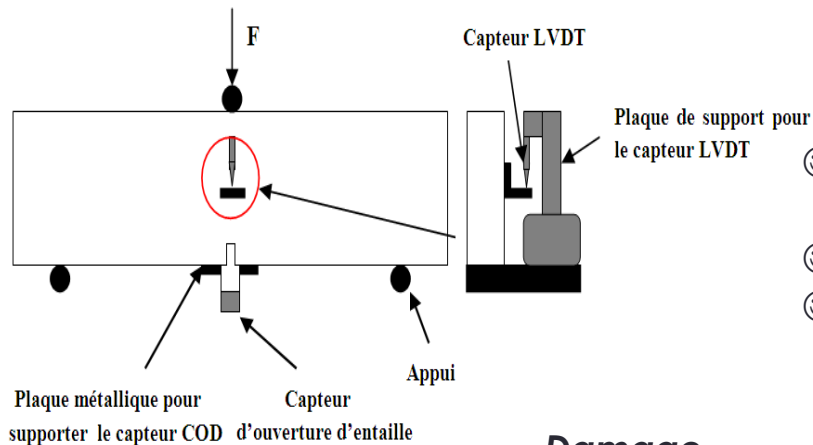 F
Capteur LVDT
Plaque de support pour
le capteur LVDT
Appui
Plaque métallique pour
supporter le capteur COD
Capteur
d'ouverture d'entaille
Damage